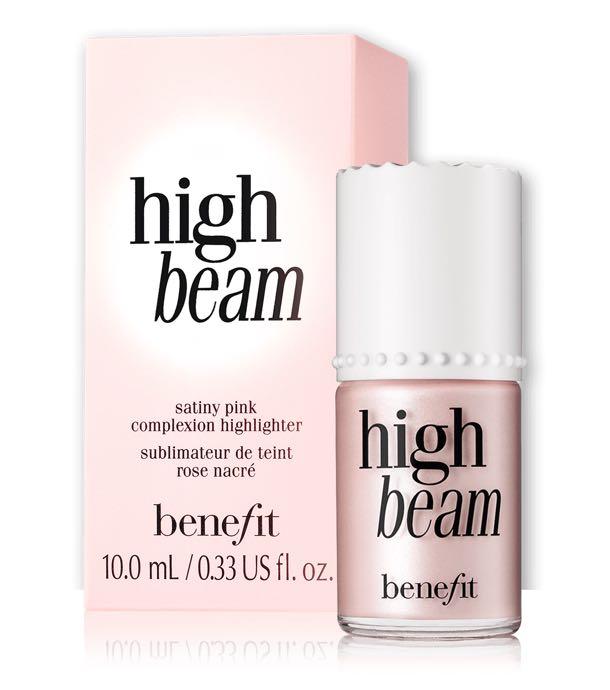 high
beam
satiny pink
complexion highlighter
sublimateur de teint
rose nacré
benefit
10.0 mL / 0.33 US fl. oz.
high
beam
benefit